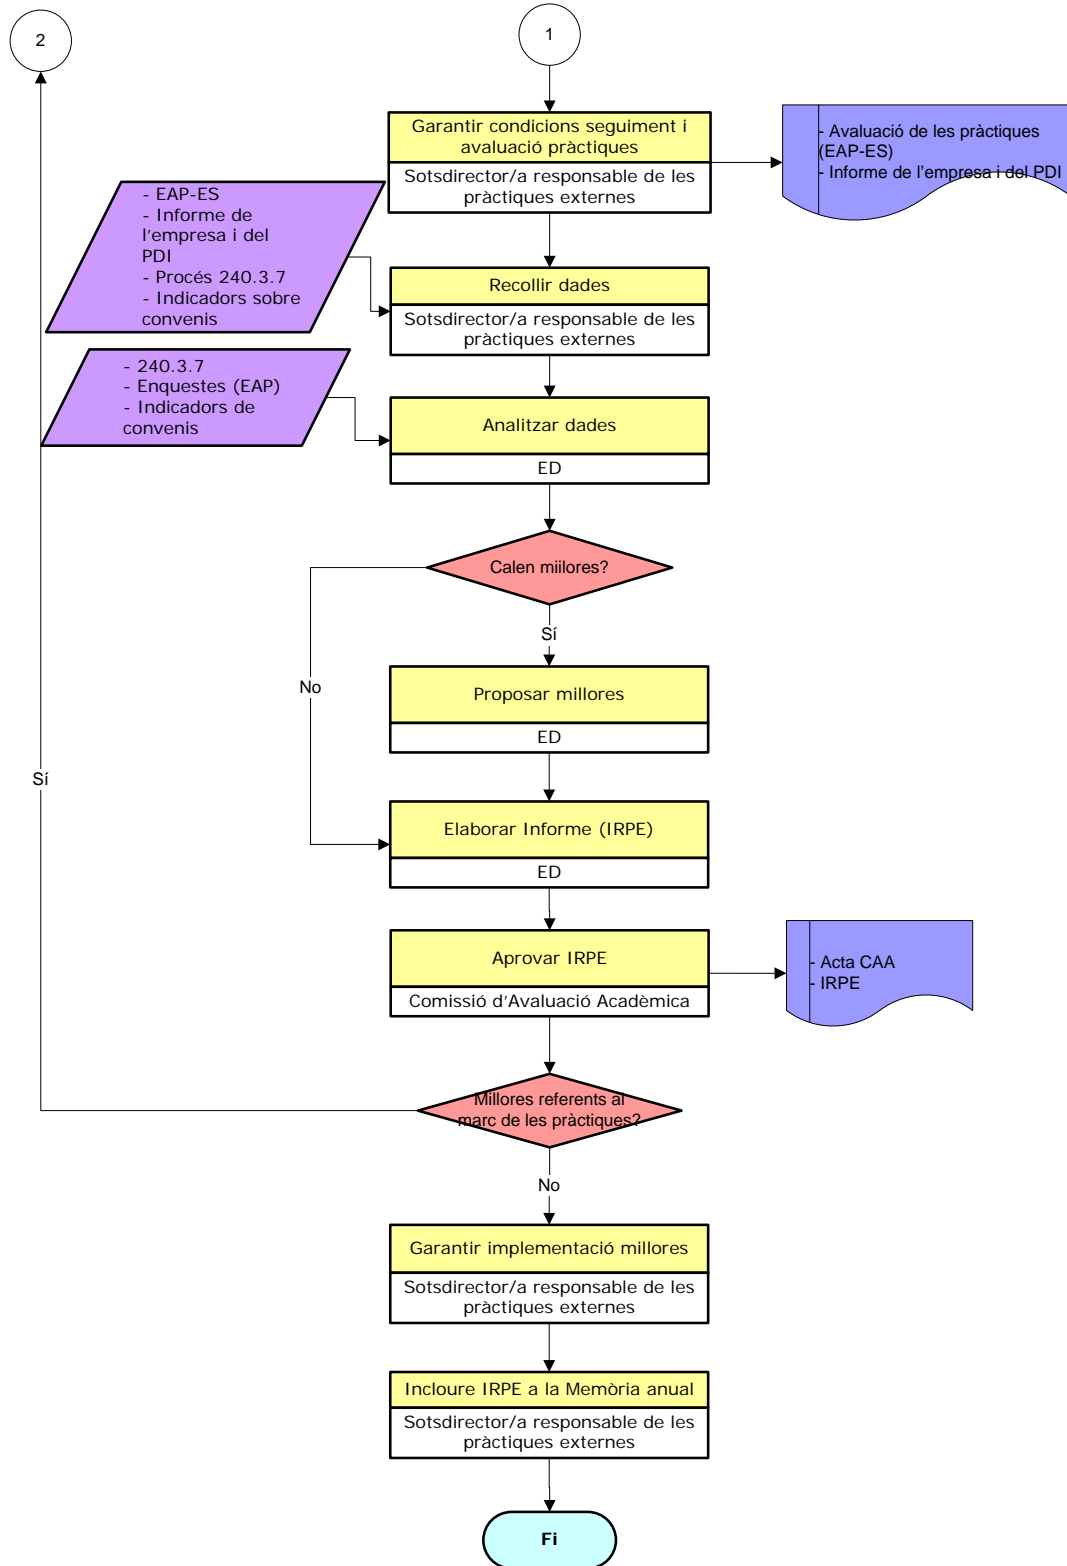 2
1
Garantir condicions seguiment i
avaluació pràctiques
Sotsdirector/a responsable de les
pràctiques externes
- Avaluació de les pràctiques
(EAP-ES)
- Informe de l'empresa i del PDI
- EAP-ES
- Informe de
l'empresa i del
PDI
- Procés 240.3.7
- Indicadors sobre
convenis
Recollir dades
Sotsdirector/a responsable de les
pràctiques externes
- 240.3.7
- Enquestes (EAP)
- Indicadors de
convenis
Analitzar dades
ED
Calen miilores?
Sí
No
Proposar millores
ED
Sí
Elaborar Informe (IRPE)
ED
Aprovar IRPE
Comissió d'Avaluació Acadèmica
- Acta CAA
- IRPE
Millores referents al
marc de les pràctiques?
No
Garantir implementació millores
Sotsdirector/a responsable de les
pràctiques externes
Incloure IRPE a la Memòria anual
Sotsdirector/a responsable de les
pràctiques externes
Fi